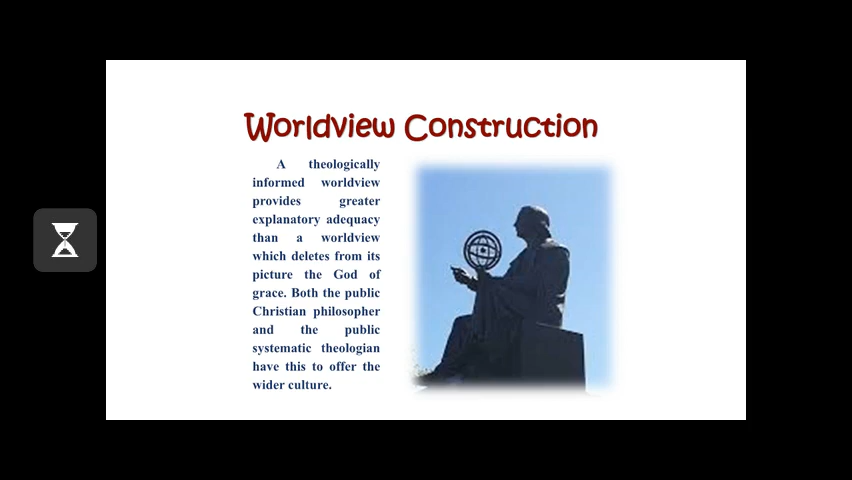 Worldview Construction
A theologically
informed worldview
provides greater
explanatory adequacy
than a worldview
which deletes from its
picture the God of
grace. Both the public
Christian philosopher
and the public
systematic theologian
have this to offer the
wider culture.